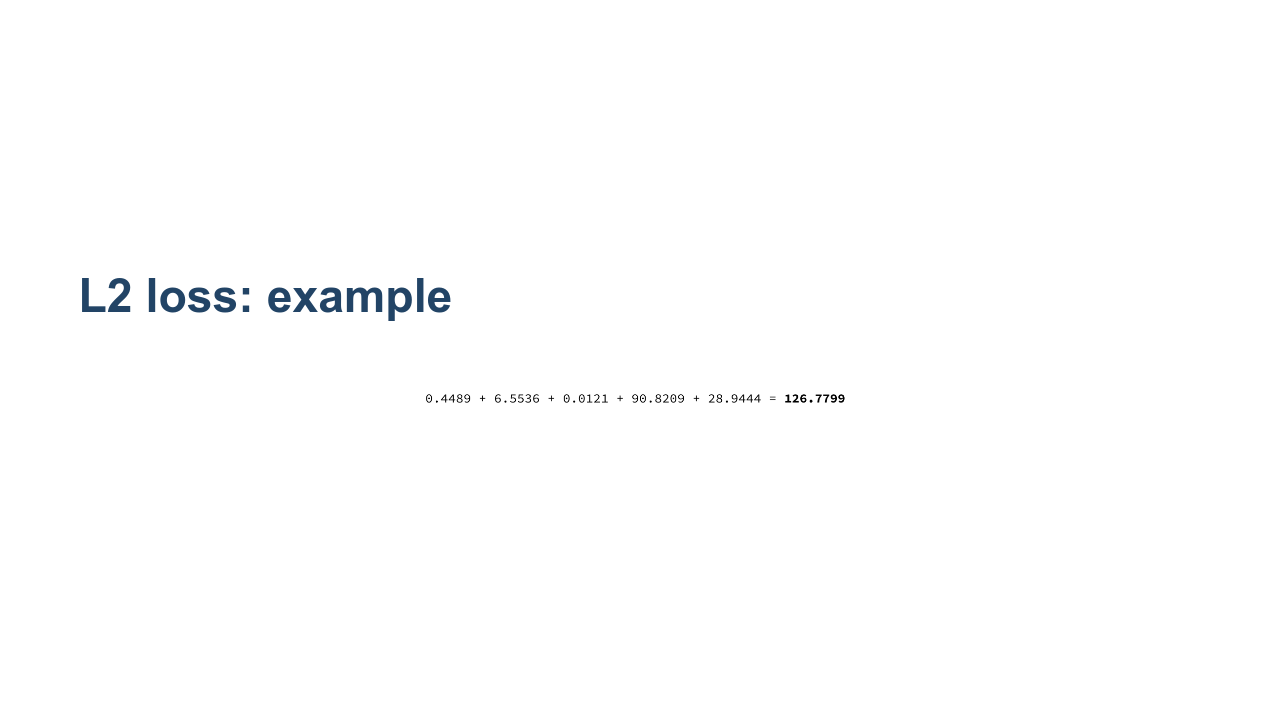 L2 loss: example
0.4489 + 6.5536 + 0.0121 + 90.8209 + 28.9444 = 126.7799